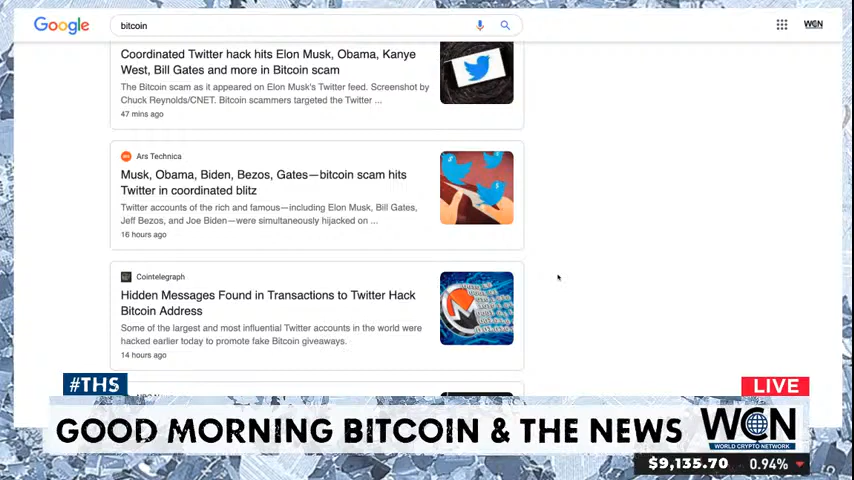 Google
bitcoin
WCN
Coordinated Twitter hack hits Elon Musk, Obama, Kanye
West, Bill Gates and more in Bitcoin scam
The Bitcoin scam as it appeared on Elon Musk's Twitter feed. Screenshot by
Chuck Reynolds/CNET. Bitcoin scammers targeted the Twitter ...
47 mins ago
Ars Technica
Musk, Obama, Biden, Bezos, Gates—bitcoin scam hits
Twitter in coordinated blitz
Twitter accounts of the rich and famous—including Elon Musk, Bill Gates,
Jeff Bezos, and Joe Biden—were simultaneously hijacked on ...
16 hours ago
Cointelegraph
Hidden Messages Found in Transactions to Twitter Hack
Bitcoin Address
Some of the largest and most influential Twitter accounts in the world were
hacked earlier today to promote fake Bitcoin giveaways.
14 hours ago
#THS
LIVE
GOOD MORNING BITCOIN & THE NEWS
WCN
WORLD CRYPTO NETWORK
$9,135.70 0.94%